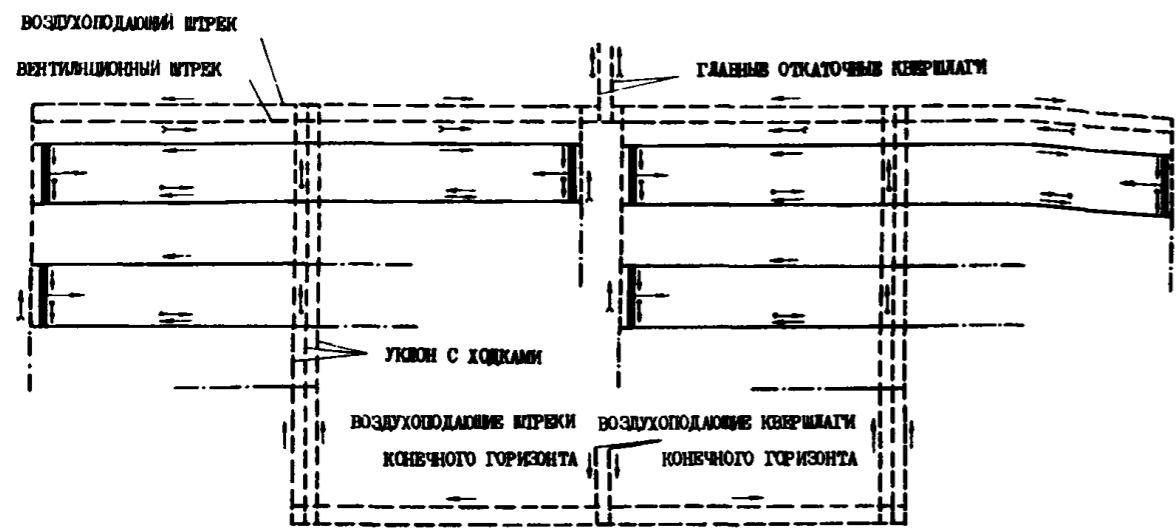 ВОЗДУХОПОДАЮЩИЙ ШТРЕК
ВЕНТИЛЯЦИОННЫЙ ШТРЕК
ГЛАВНЫЕ ОТКАТОЧНЫЕ КВЕРШЛАГИ
УКЛОН С ХОДКАМИ
ВОЗДУХОПОДАЮЩИЕ ШТРЕКИ
КОНЕЧНОГО ГОРИЗОНТА
ВОЗДУХОПОДАЮЩИЕ КВЕРШЛАГИ
КОНЕЧНОГО ГОРИЗОНТА